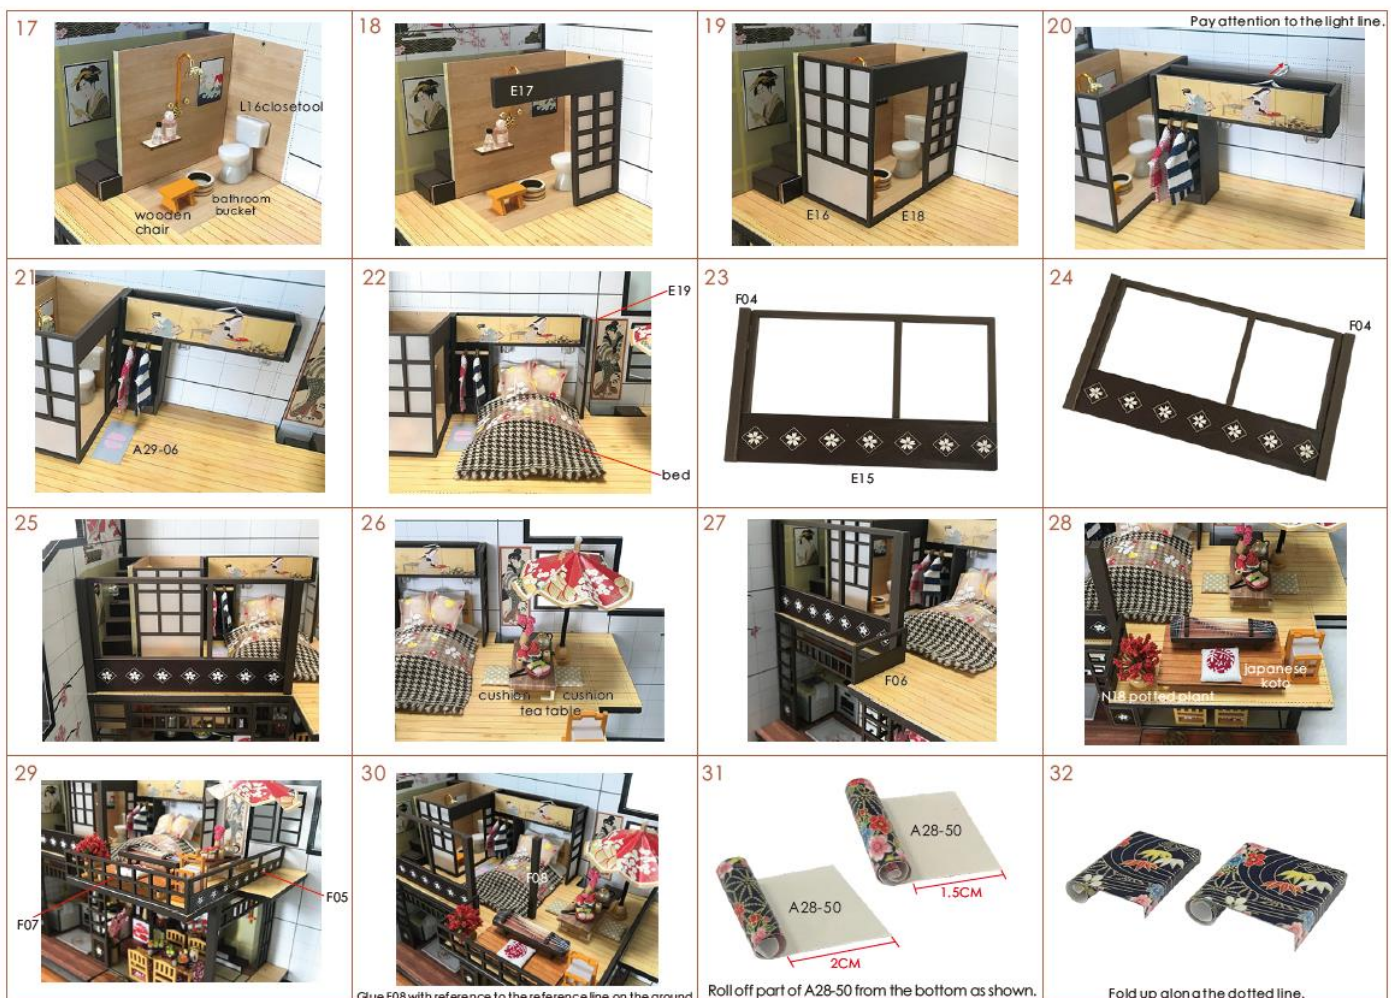 17
L16closetool
bathroom
bucket
wooden
chair
18
E17
19
E16
E18
20
Pay attention to the light line.
21
A29-06
22
E19
bed
23
F04
E15
24
F04
25
26
cushion
cushion
tea table
27
F06
28
japanese
koto
N18 potted plant
29
F05
F07
30
F08
Glue F08 with reference to the reference line on the ground
31
A28-50
1.5CM
A28-50
2CM
Roll off part of A28-50 from the bottom as shown.
32
Fold up along the dotted line.